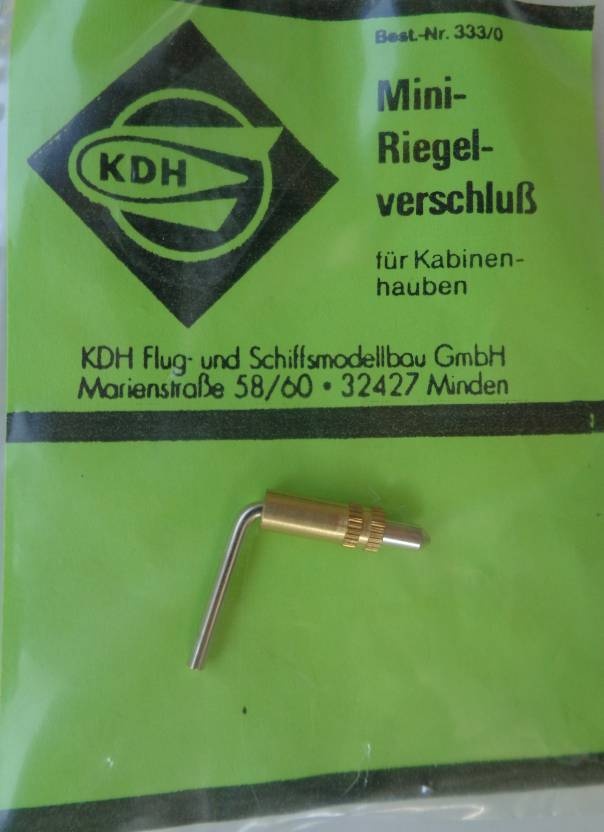 Best.-Nr. 333/0
Mini-
Riegel-
verschluß
für Kabinen-
hauben
KDH
KDH Flug- und Schiffsmodellbau GmbH
Marienstraße 58/60 • 32427 Minden